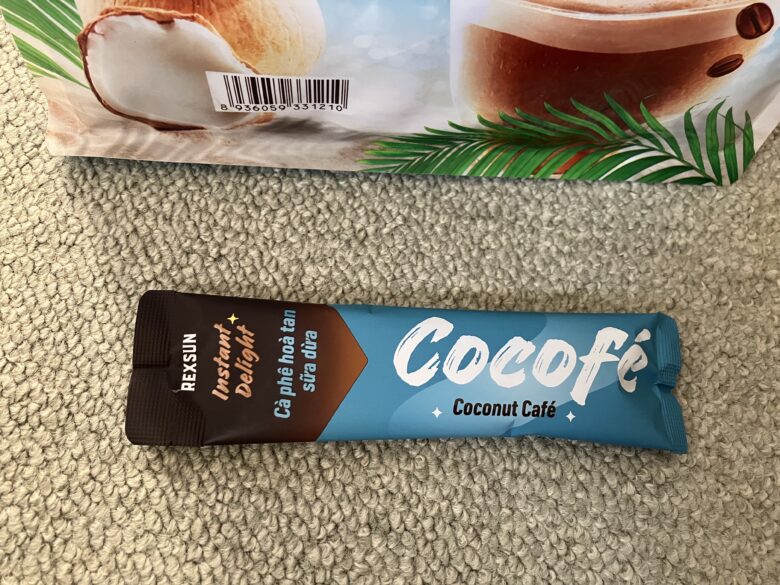 8 936059 331210
REXSUN
Instant
Delight
Cà phê hoà tan
sữa dừa
Cocofé
Coconut Café